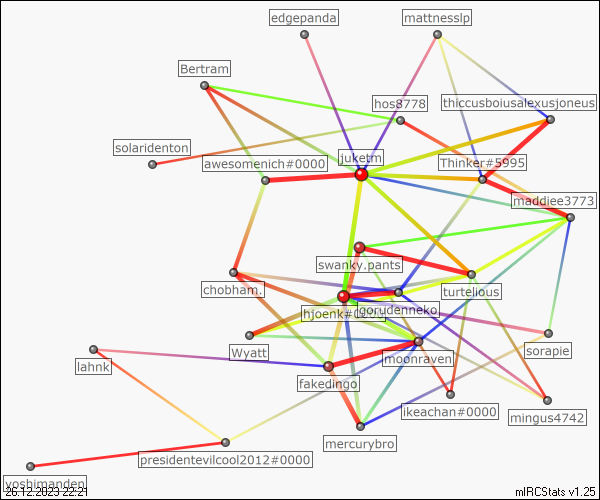 edgepanda
mattnesslp
Bertram
hos8778
thiccusboiusalexusjoneus
solaridenton
awesomenich#0000
juketm
Thinker#5995
maddiee3773
swanky.pants
chobham.
turtelious
hjoenk#0
gorudenneko
Wyatt
moonraven
sorapie
lahnk
fakedingo
ikeachan#0000
mingus4742
mercurybro
presidentevilcool2012#0000
yoshimanden
26.12.2023 22:21
mIRCStats v1.25